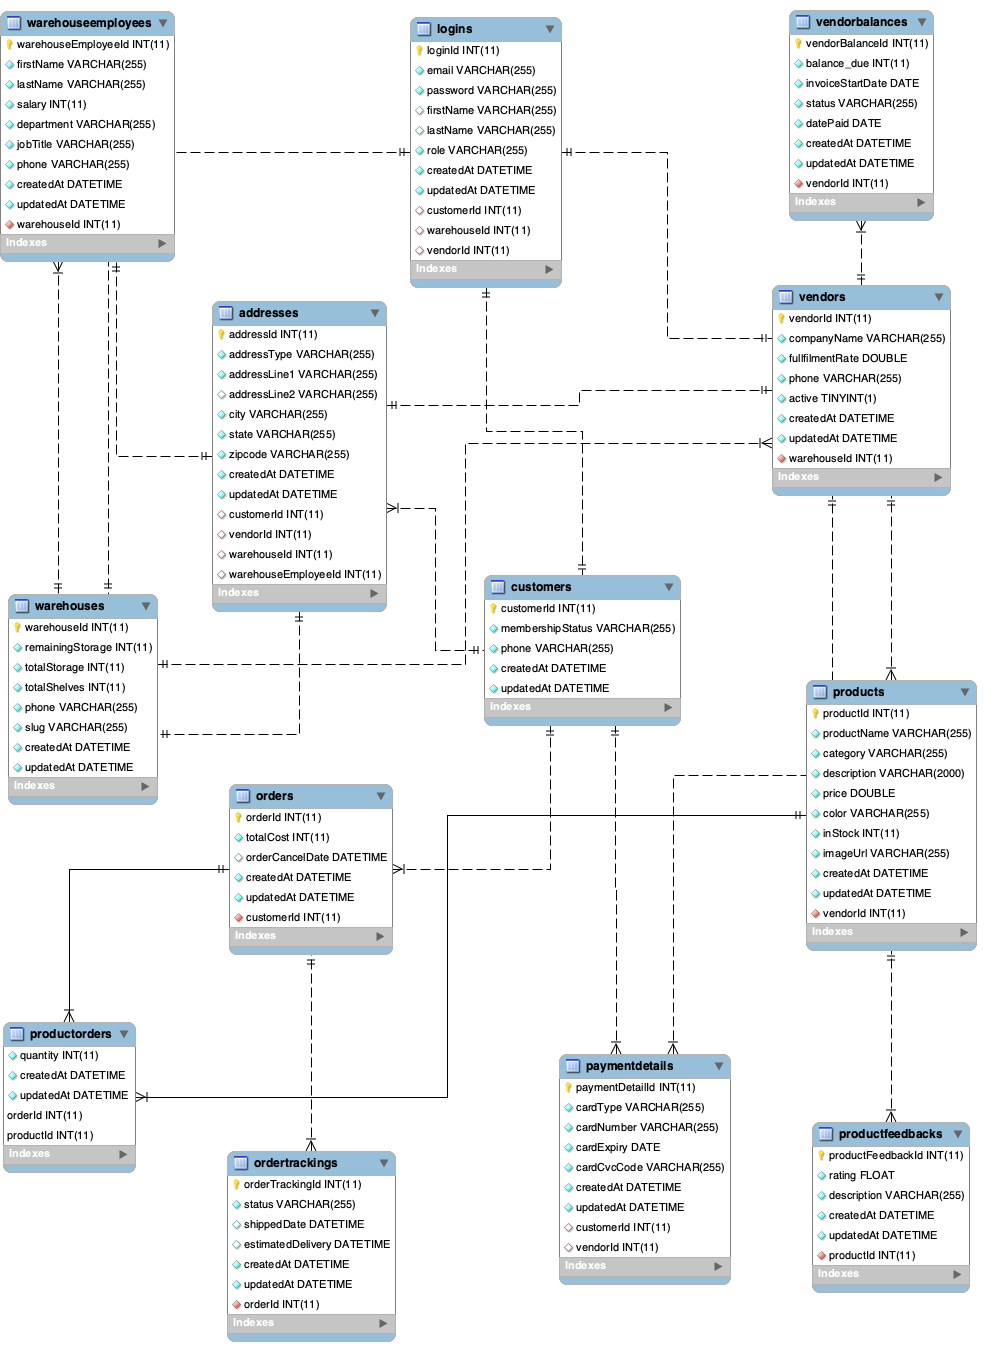 warehouseemployees
warehouseEmployeeId INT(11)
firstName VARCHAR(255)
lastName VARCHAR(255)
salary INT(11)
department VARCHAR(255)
jobTitle VARCHAR(255)
phone VARCHAR(255)
createdAt DATETIME
updatedAt DATETIME
warehouseId INT(11)
Indexes
logins
loginId INT(11)
email VARCHAR(255)
password VARCHAR(255)
firstName VARCHAR(255)
lastName VARCHAR(255)
role VARCHAR(255)
createdAt DATETIME
updatedAt DATETIME
customerId INT(11)
warehouseId INT(11)
vendorId INT(11)
Indexes
vendorbalances
vendorBalanceId INT(11)
balance_due INT(11)
invoiceStartDate DATE
status VARCHAR(255)
datePaid DATE
createdAt DATETIME
updatedAt DATETIME
vendorId INT(11)
Indexes
addresses
addressId INT(11)
addressType VARCHAR(255)
addressLine1 VARCHAR(255)
addressLine2 VARCHAR(255)
city VARCHAR(255)
state VARCHAR(255)
zipcode VARCHAR(255)
createdAt DATETIME
updatedAt DATETIME
customerId INT(11)
vendorId INT(11)
warehouseId INT(11)
warehouseEmployeeId INT(11)
Indexes
vendors
vendorId INT(11)
companyName VARCHAR(255)
fullfilmentRate DOUBLE
phone VARCHAR(255)
active TINYINT(1)
createdAt DATETIME
updatedAt DATETIME
warehouseId INT(11)
Indexes
warehouses
warehouseId INT(11)
remainingStorage INT(11)
totalStorage INT(11)
totalShelves INT(11)
phone VARCHAR(255)
slug VARCHAR(255)
createdAt DATETIME
updatedAt DATETIME
Indexes
customers
customerId INT(11)
membershipStatus VARCHAR(255)
phone VARCHAR(255)
createdAt DATETIME
updatedAt DATETIME
Indexes
products
productId INT(11)
productName VARCHAR(255)
category VARCHAR(255)
description VARCHAR(2000)
price DOUBLE
color VARCHAR(255)
inStock INT(11)
imageUrl VARCHAR(255)
createdAt DATETIME
updatedAt DATETIME
vendorId INT(11)
Indexes
orders
orderId INT(11)
totalCost INT(11)
orderCancelDate DATETIME
createdAt DATETIME
updatedAt DATETIME
customerId INT(11)
Indexes
productorders
quantity INT(11)
createdAt DATETIME
updatedAt DATETIME
orderId INT(11)
productId INT(11)
Indexes
ordertrackings
orderTrackingId INT(11)
status VARCHAR(255)
shippedDate DATETIME
estimatedDelivery DATETIME
createdAt DATETIME
updatedAt DATETIME
orderId INT(11)
Indexes
paymentdetails
paymentDetailId INT(11)
cardType VARCHAR(255)
cardNumber VARCHAR(255)
cardExpiry DATE
cardCvcCode VARCHAR(255)
createdAt DATETIME
updatedAt DATETIME
customerId INT(11)
vendorId INT(11)
Indexes
productfeedbacks
productFeedbackId INT(11)
rating FLOAT
description VARCHAR(255)
createdAt DATETIME
updatedAt DATETIME
productId INT(11)
Indexes